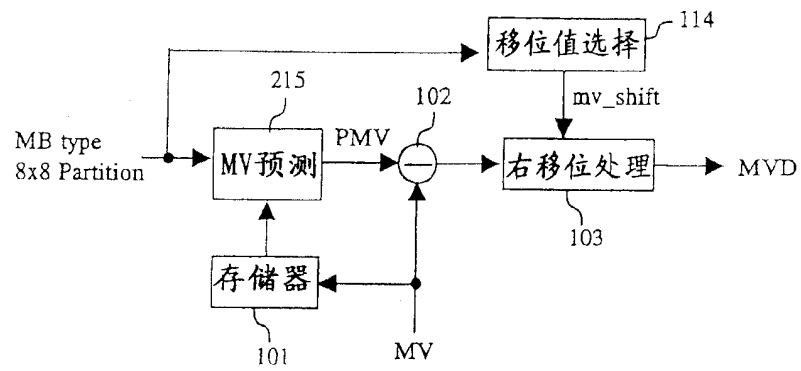 移位值选择
114
mv_shift
215
102
MB type
8x8 Partition
MV预测
PMV
右移位处理
MVD
103
存储器
101
MV